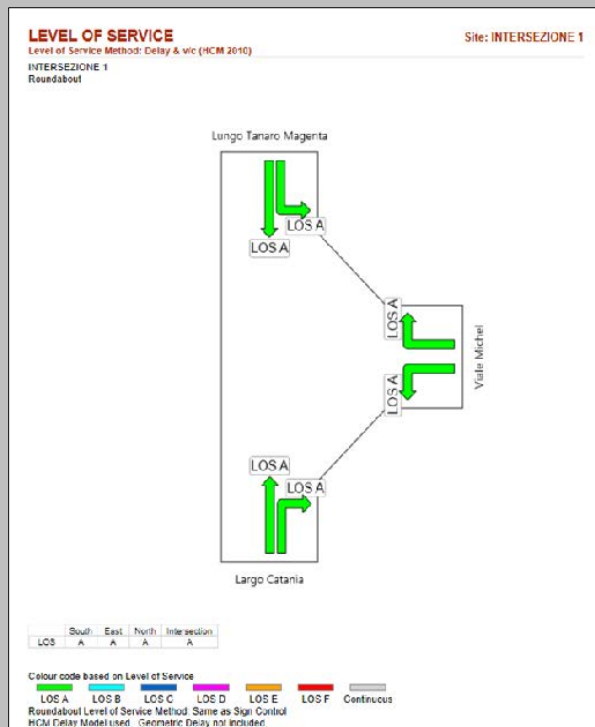 LEVEL OF SERVICE
Site: INTERSEZIONE 1
Level of Service Method: Delay & v/c (HCM 2010)
INTERSEZIONE 1
Roundabout
Lungo Tanaro Magenta
LOS A
LOS A
LOS A
LOS A
Viale Michel
LOS A
LOS A
Largo Catania
South East North Intersection
LOS A A A A
Colour code based on Level of Service
LOS A LOS B LOS C LOS D LOS E LOS F Continuous
Roundabout Level of Service Method: Same as Sign Control
HCM Delay Model used. Geometric Delay not included.